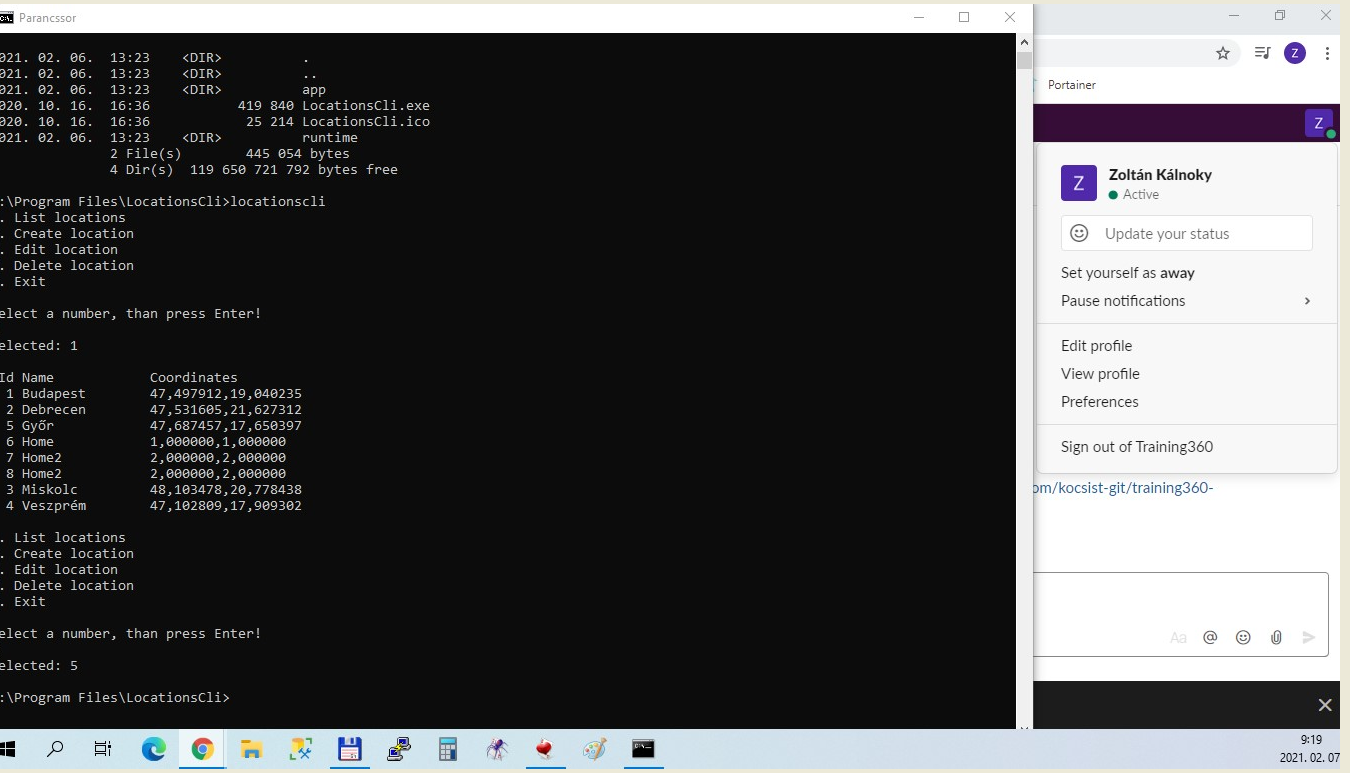 Parancssor
021. 02. 06.  13:23    <DIR>          .
021. 02. 06.  13:23    <DIR>          ..
021. 02. 06.  13:23    <DIR>          app
020. 10. 16.  16:36           419 840 LocationsCli.exe
020. 10. 16.  16:36            25 214 LocationsCli.ico
021. 02. 06.  13:23    <DIR>          runtime
2 File(s)        445 054 bytes
4 Dir(s)  119 650 721 792 bytes free
:\Program Files\LocationsCli>locationscli
. List locations
. Create location
. Edit location
. Delete location
. Exit
elect a number, than press Enter!
elected: 1
Id Name            Coordinates
1 Budapest        47,497912,19,040235
2 Debrecen        47,531605,21,627312
5 Győr            47,687457,17,650397
6 Home            1,000000,1,000000
7 Home2           2,000000,2,000000
8 Home2           2,000000,2,000000
3 Miskolc         48,103478,20,778438
4 Veszprém        47,102809,17,909302
. List locations
. Create location
. Edit location
. Delete location
. Exit
elect a number, than press Enter!
elected: 5
:\Program Files\LocationsCli>
Z
Portainer
Z
Z
Zoltán Kálnoky
Active
Update your status
Set yourself as away
Pause notifications
Edit profile
View profile
Preferences
Sign out of Training360
om/kocsist-git/training360-
Aa @
9:19
2021. 02. 07